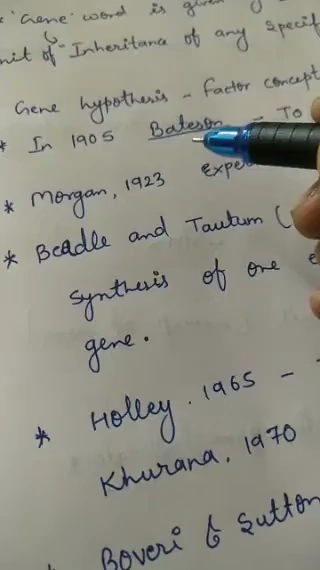 * 'Gene' word is given
unit of Inheritance of any specif
Gene hypothesis - factor concept
* In 1905 Bateson - To
expe
* Morgan, 1923
* Beadle and Tautum (
synthesis of one e
gene.
* Holley. 1965 -
Khurana. 1970
Boveri & Sutton